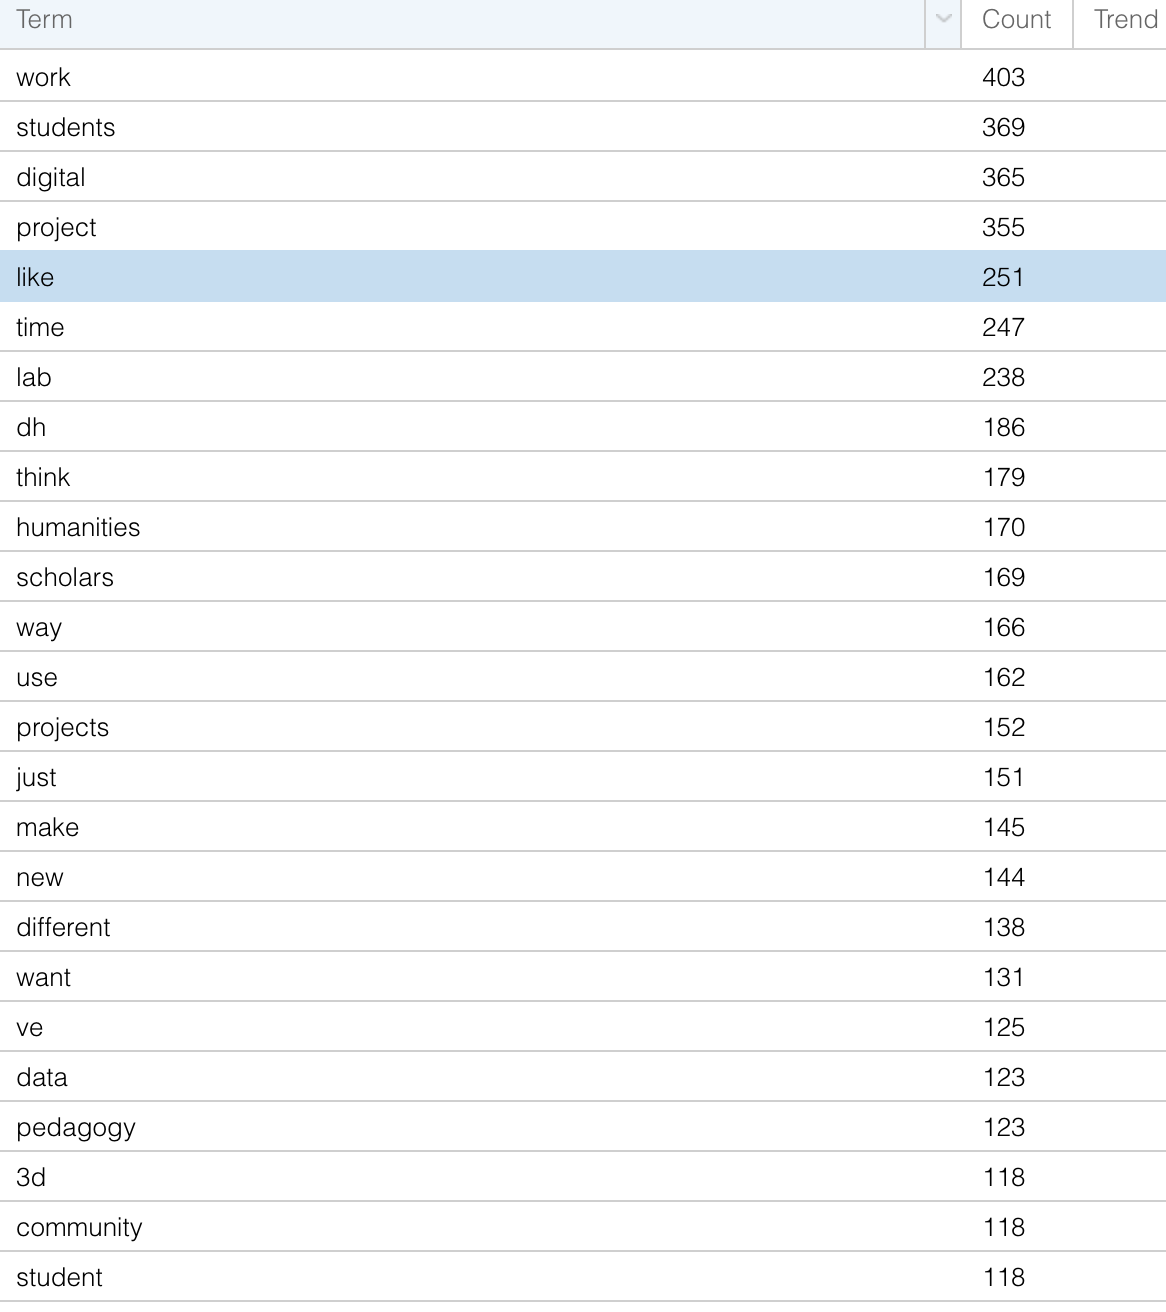 Term Count Trend
work 403
students 369
digital 365
project 355
like 251
time 247
lab 238
dh 186
think 179
humanities 170
scholars 169
way 166
use 162
projects 152
just 151
make 145
new 144
different 138
want 131
ve 125
data 123
pedagogy 123
3d 118
community 118
student 118